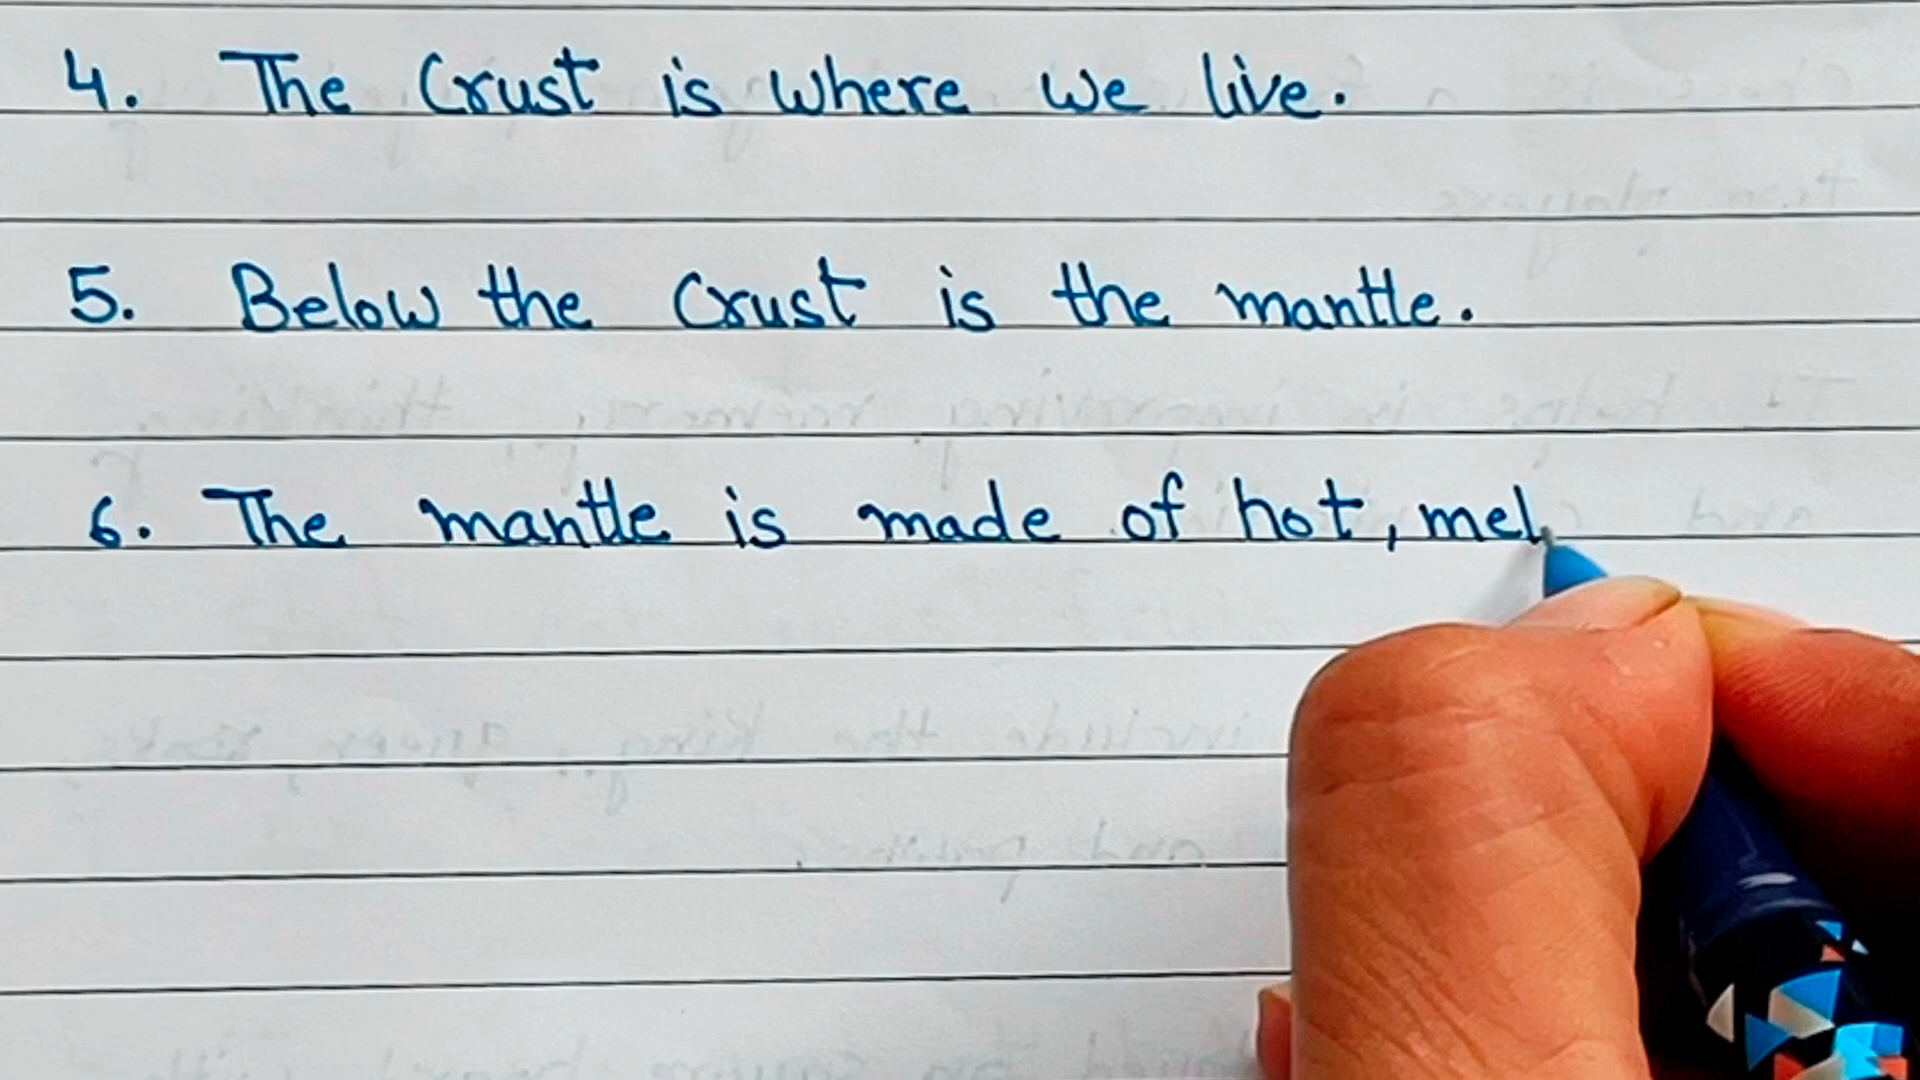 4. The Crust is where we live.
5. Below the Crust is the mantle.
6. The mantle is made of hot, mel